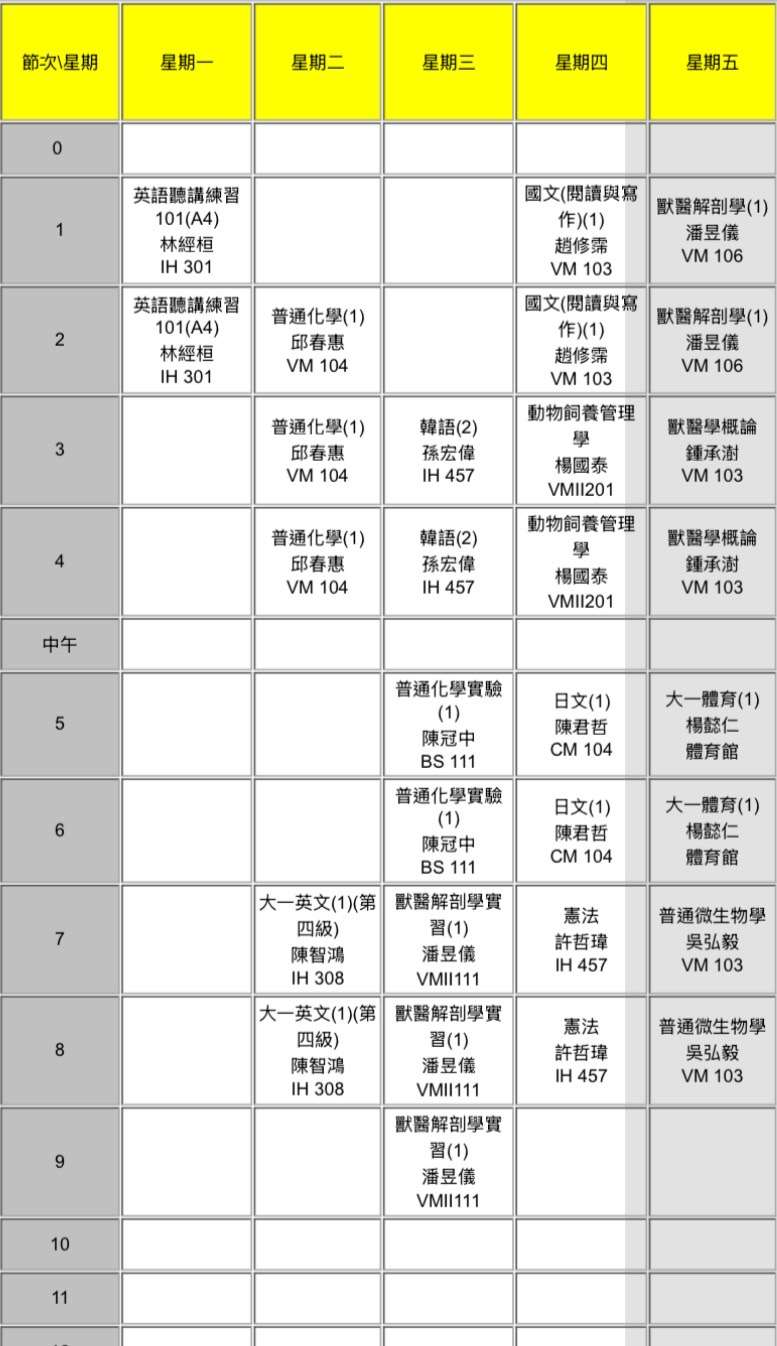 節次\星期 星期一 星期二 星期三 星期四 星期五
0
1
英語聽講練習
101(A4)
林經桓
IH 301
國文(閱讀與寫
作)(1)
趙修霈
VM 103
獸醫解剖學(1)
潘昱儀
VM 106
2
英語聽講練習
101(A4)
林經桓
IH 301
普通化學(1)
邱春惠
VM 104
國文(閱讀與寫
作)(1)
趙修霈
VM 103
獸醫解剖學(1)
潘昱儀
VM 106
3
普通化學(1)
邱春惠
VM 104
韓語(2)
孫宏偉
IH 457
動物飼養管理
學
楊國泰
VMII201
獸醫學概論
鍾承澍
VM 103
4
普通化學(1)
邱春惠
VM 104
韓語(2)
孫宏偉
IH 457
動物飼養管理
學
楊國泰
VMII201
獸醫學概論
鍾承澍
VM 103
中午
5
普通化學實驗
(1)
陳冠中
BS 111
日文(1)
陳君哲
CM 104
大一體育(1)
楊懿仁
體育館
6
普通化學實驗
(1)
陳冠中
BS 111
日文(1)
陳君哲
CM 104
大一體育(1)
楊懿仁
體育館
7
大一英文(1)(第
四級)
陳智鴻
IH 308
獸醫解剖學實
習(1)
潘昱儀
VMII111
憲法
許哲瑋
IH 457
普通微生物學
吳弘毅
VM 103
8
大一英文(1)(第
四級)
陳智鴻
IH 308
獸醫解剖學實
習(1)
潘昱儀
VMII111
憲法
許哲瑋
IH 457
普通微生物學
吳弘毅
VM 103
9
獸醫解剖學實
習(1)
潘昱儀
VMII111
10
11